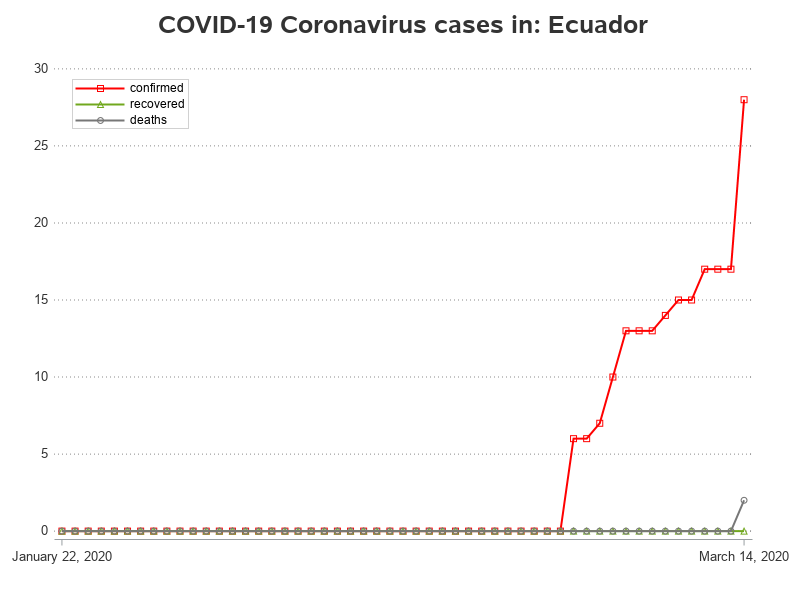 COVID-19 Coronavirus cases in: Ecuador
30
confirmed
recovered
deaths
25
20
15
10
5
0
January 22, 2020
March 14, 2020